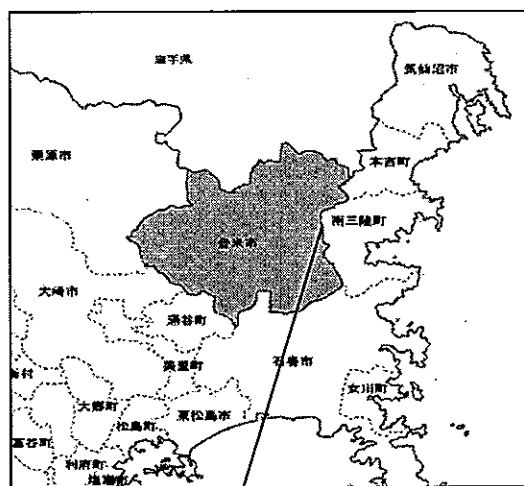 岩手県
気仙沼市
栗原市
本吉町
南三陸町
登米市
大崎市
涌谷町
美里町
石巻市
女川町
大郷町
東松島市
松島町
富谷町
利府町